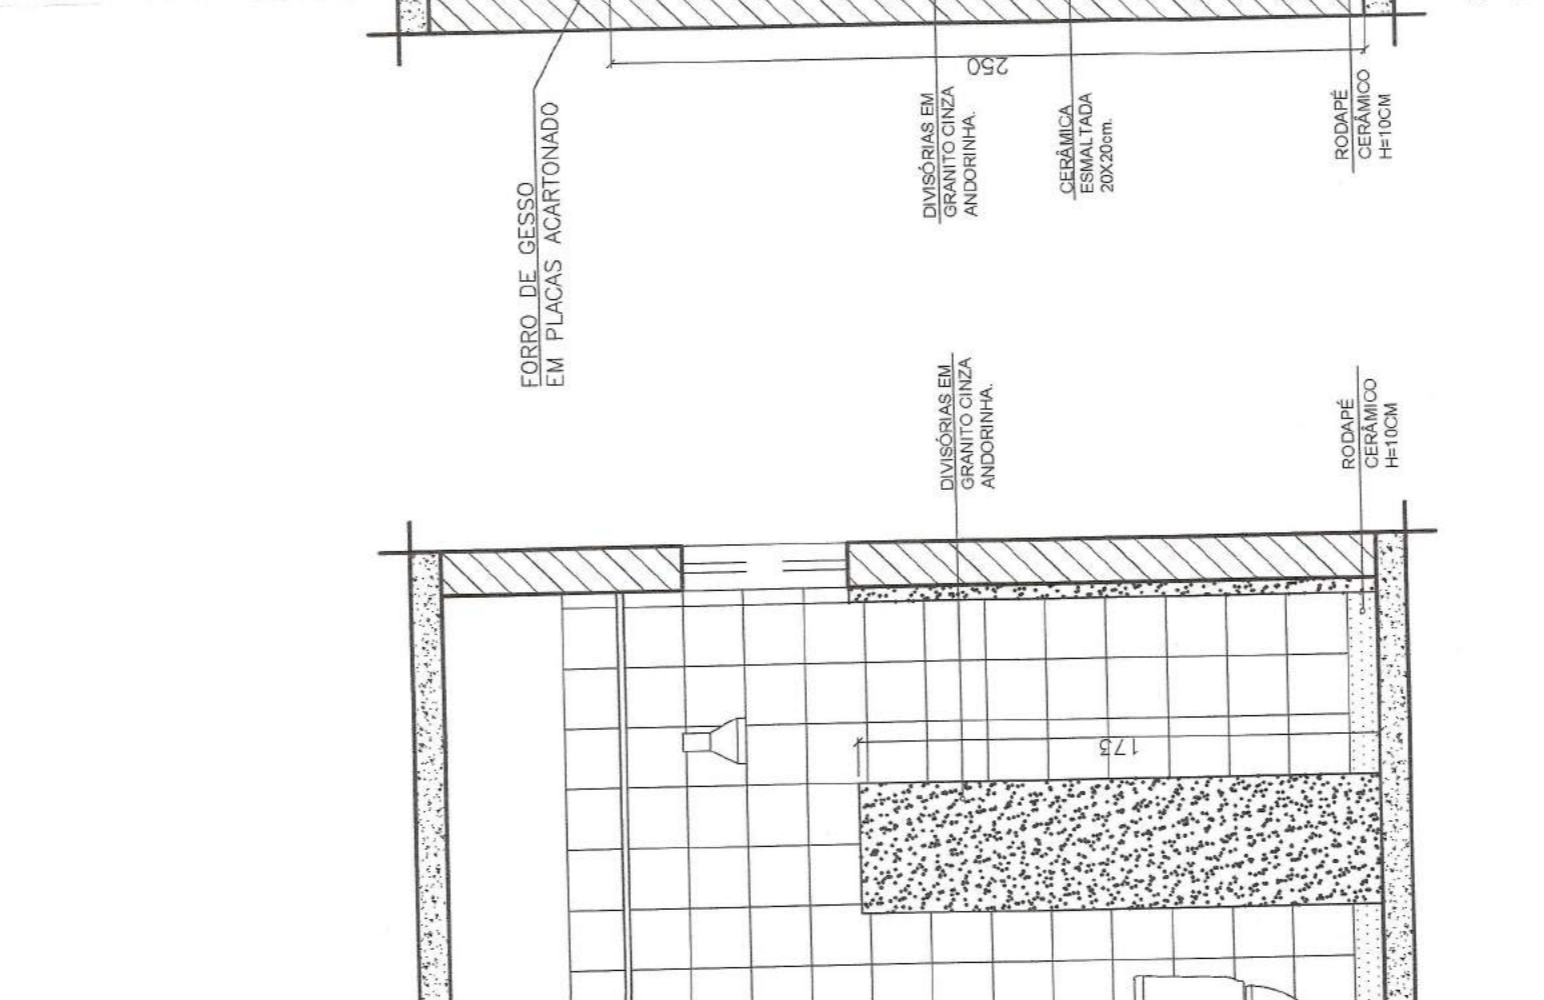 FORRO DE GESSO
EM PLACAS ACARTONADO
250
DIVISÓRIAS EM
GRANITO CINZA
ANDORINHA.
CERÂMICA
ESMALTADA
20X20cm.
RODAPÉ
CERÂMICO
H=10CM
DIVISÓRIAS EM
GRANITO CINZA
ANDORINHA.
RODAPÉ
CERÂMICO
H=10CM
173